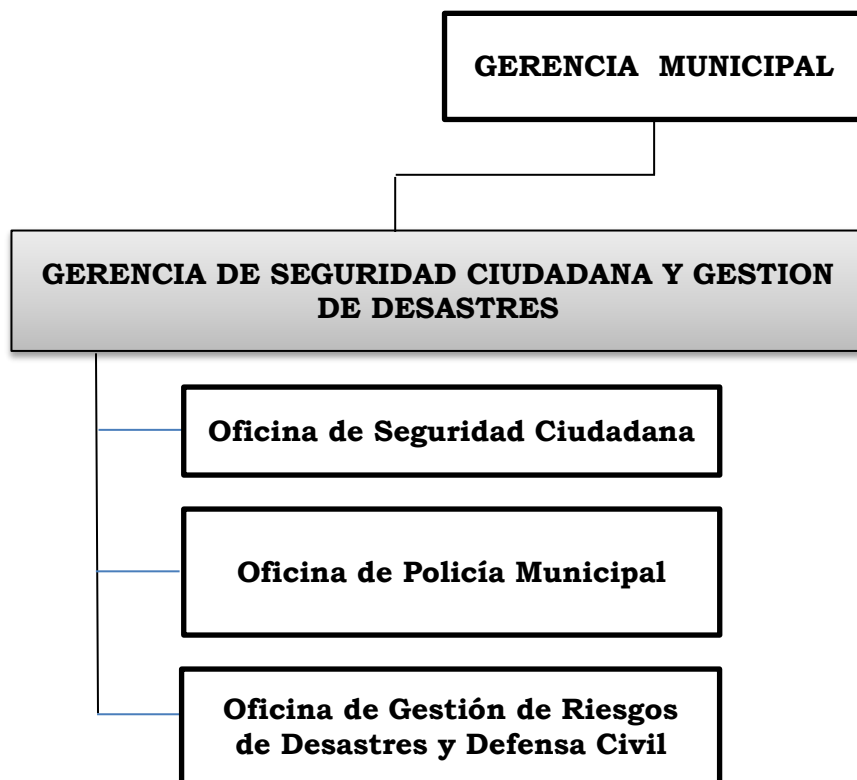 GERENCIA MUNICIPAL
GERENCIA DE SEGURIDAD CIUDADANA Y GESTION
DE DESASTRES
Oficina de Seguridad Ciudadana
Oficina de Policía Municipal
Oficina de Gestión de Riesgos
de Desastres y Defensa Civil